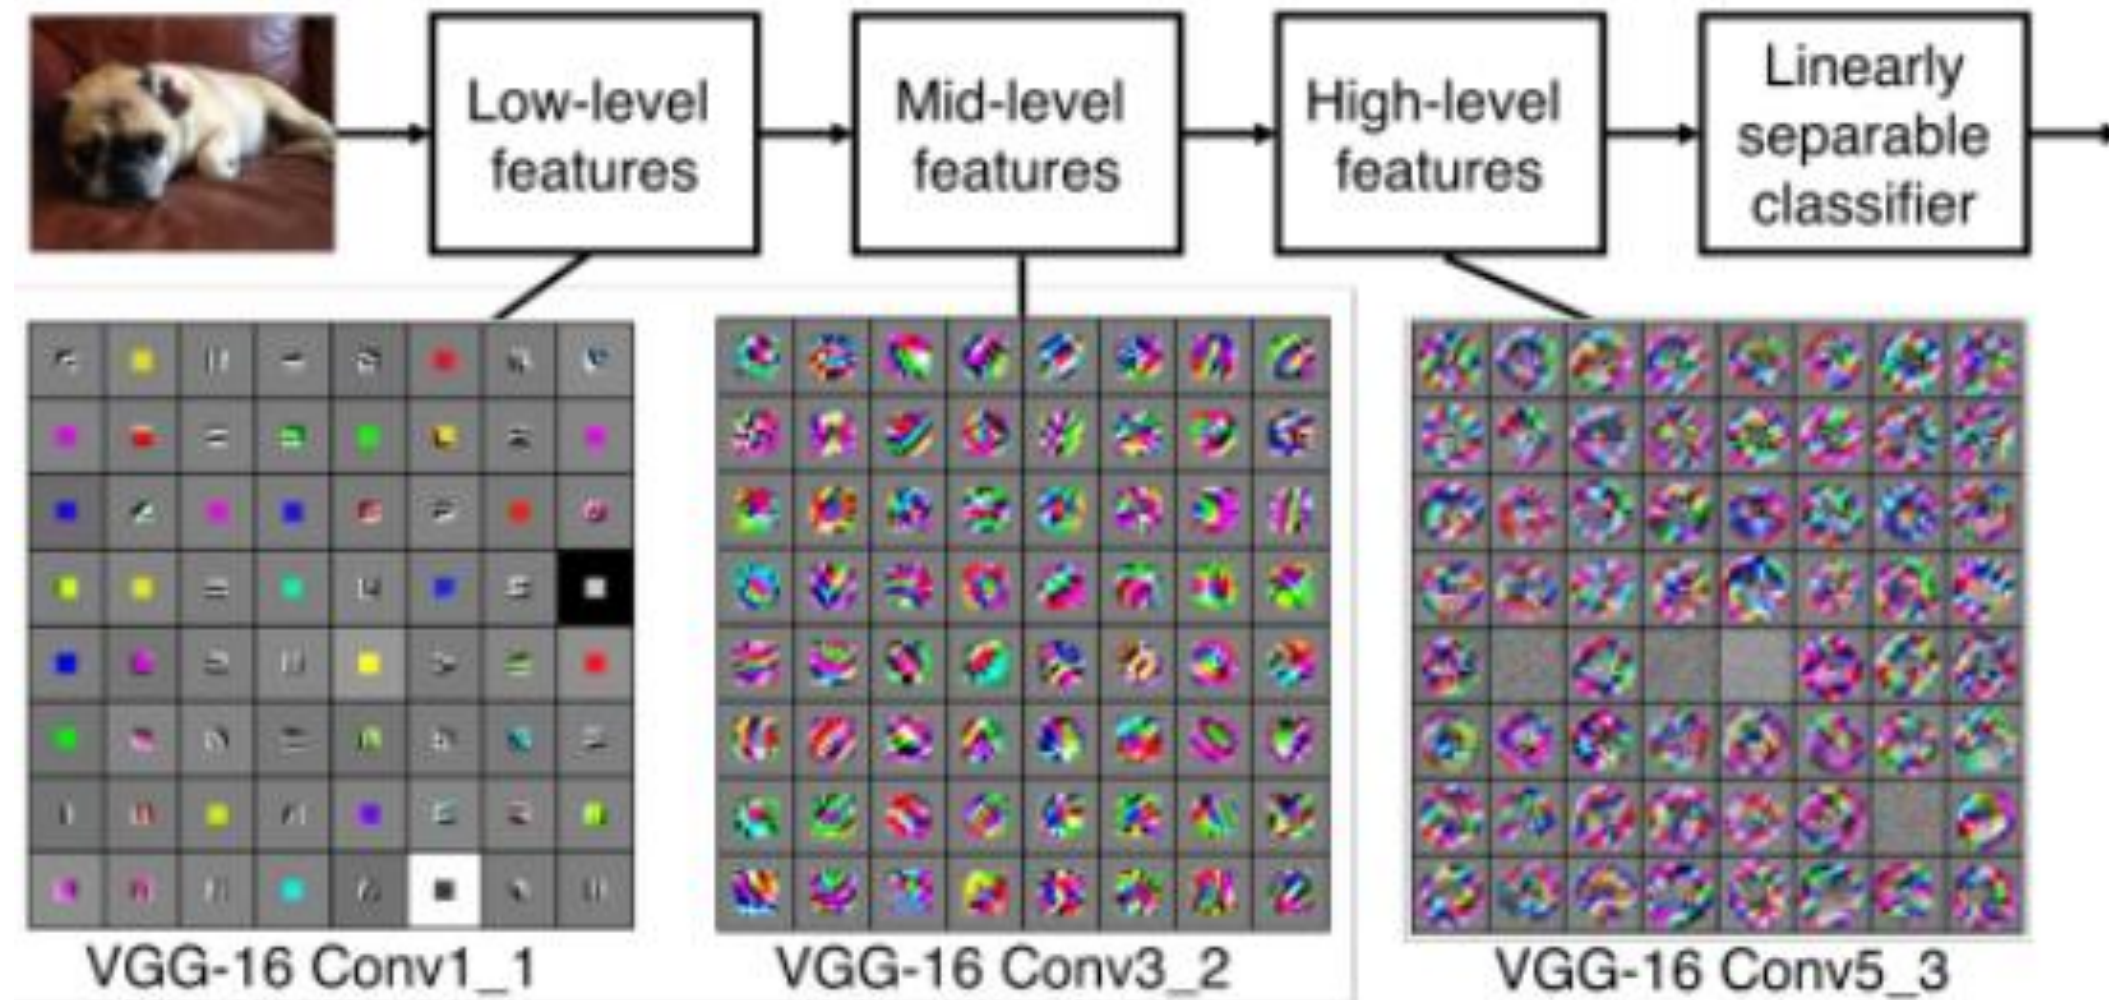 Low-level
features
Mid-level
features
High-level
features
Linearly
separable
classifier
VGG-16 Conv1_1
VGG-16 Conv3_2
VGG-16 Conv5_3